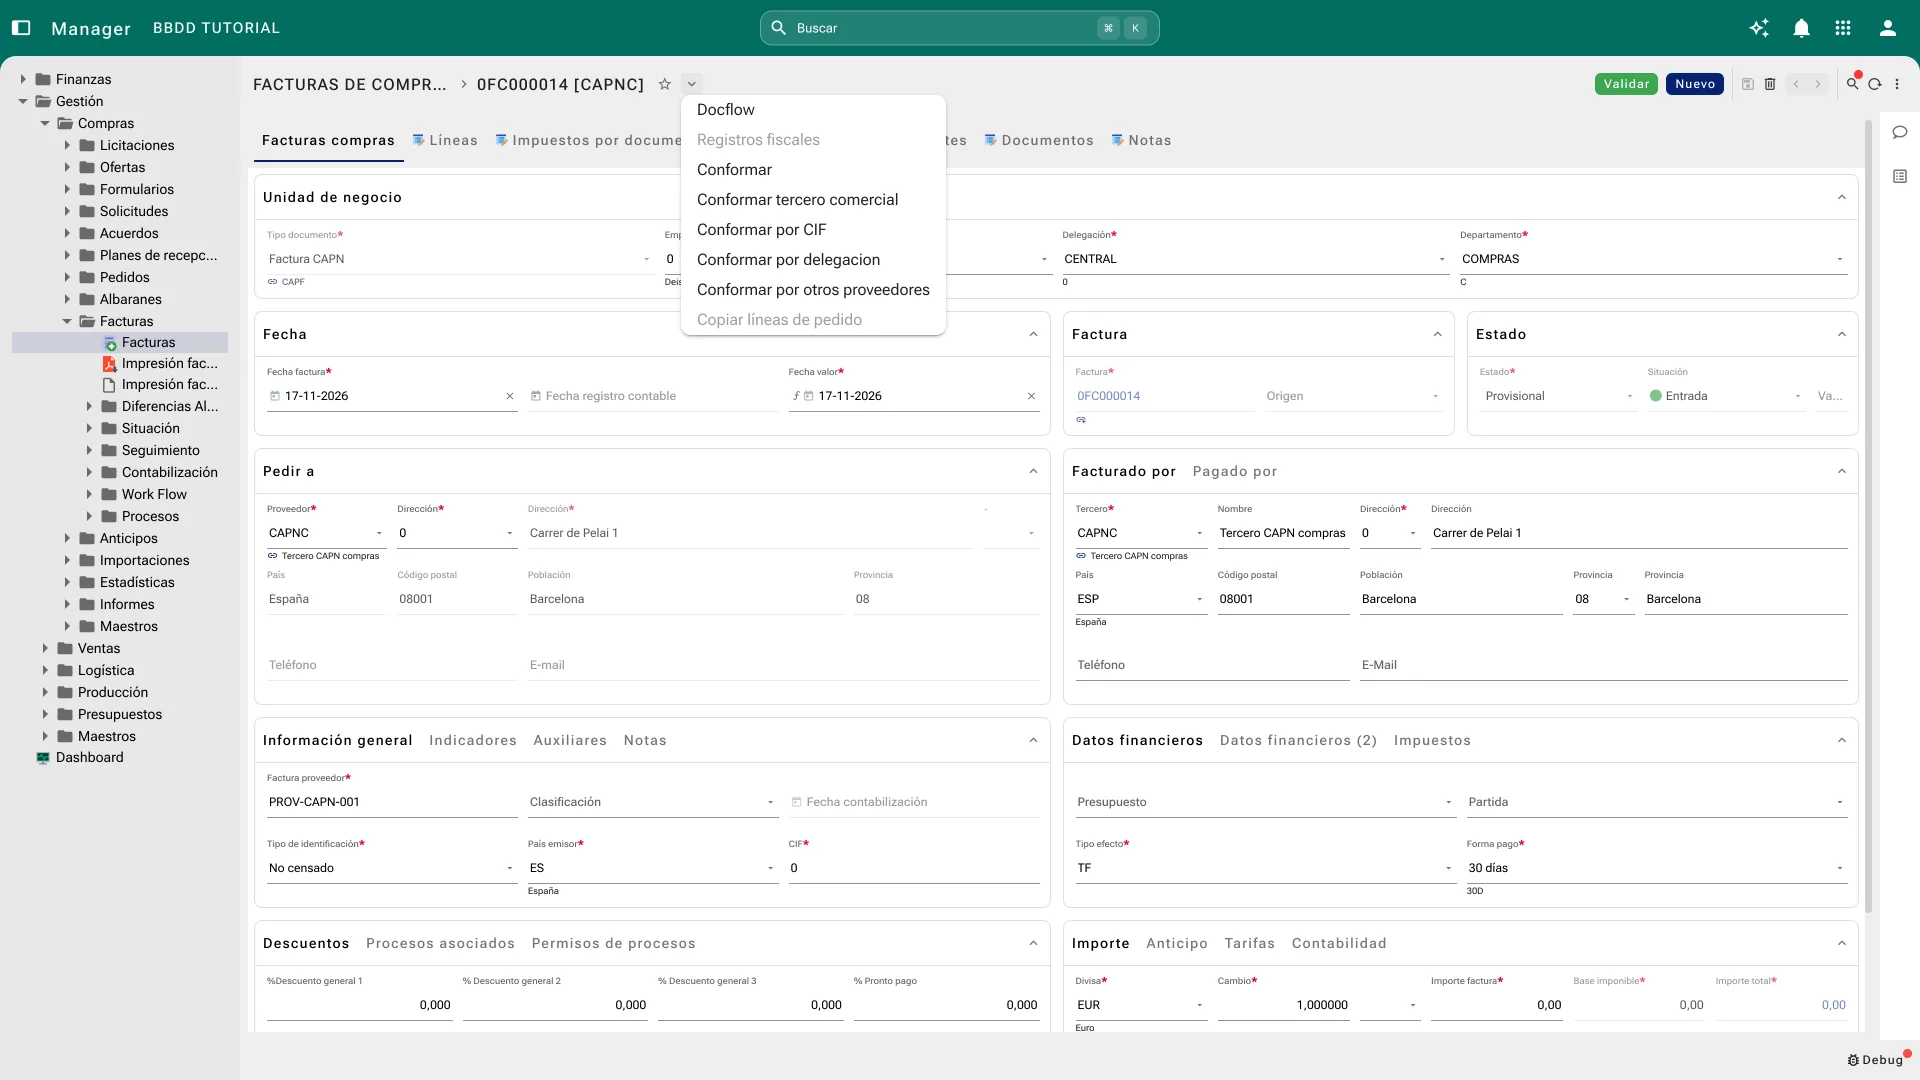 Manager
BBDD TUTORIAL
Buscar
⌘
K
Finanzas
Gestión
Compras
Licitaciones
Ofertas
Formularios
Solicitudes
Acuerdos
Planes de recepc...
Pedidos
Albaranes
Facturas
Facturas
Impresión fac...
Impresión fac...
Diferencias Al...
Situación
Seguimiento
Contabilización
Work Flow
Procesos
Anticipos
Importaciones
Estadísticas
Informes
Maestros
Ventas
Logística
Producción
Presupuestos
Maestros
Dashboard
FACTURAS DE COMPR... > 0FC000014 [CAPNC]
Validar
Nuevo
Docflow
Registros fiscales
Conformar
Conformar tercero comercial
Conformar por CIF
Conformar por delegacion
Conformar por otros proveedores
Copiar líneas de pedido
Facturas compras
Líneas
Impuestos por docume
tes
Documentos
Notas
Unidad de negocio
Tipo documento*
Emp
Delegación*
Departamento*
Factura CAPN
0
CENTRAL
COMPRAS
CAPF
Deis
0
C
Fecha
Fecha factura*
Fecha valor*
17-11-2026
Fecha registro contable
17-11-2026
Factura
Factura*
0FC000014
Origen
Estado
Estado*
Situación
Provisional
Entrada
Va...
Pedir a
Proveedor*
Dirección*
Dirección*
-
CAPNC
0
Carrer de Pelai 1
Tercero CAPN compras
País
Código postal
Población
Provincia
España
08001
Barcelona
08
Teléfono
E-mail
Facturado por
Pagado por
Tercero*
Nombre
Dirección*
Dirección
CAPNC
Tercero CAPN compras
0
Carrer de Pelai 1
Tercero CAPN compras
País
Código postal
Población
Provincia
Provincia
ESP
08001
Barcelona
08
Barcelona
España
Teléfono
E-Mail
Información general
Indicadores
Auxiliares
Notas
Factura proveedor*
PROV-CAPN-001
Clasificación
Fecha contabilización
Tipo de identificación*
País emisor*
CIF*
No censado
ES
0
España
Datos financieros
Datos financieros (2)
Impuestos
Presupuesto
Partida
Tipo efecto*
Forma pago*
TF
30 días
30D
Descuentos
Procesos asociados
Permisos de procesos
%Descuento general 1
% Descuento general 2
% Descuento general 3
% Pronto pago
0,000
0,000
0,000
0,000
Importe
Anticipo
Tarifas
Contabilidad
Divisa*
Cambio*
Importe factura*
Base imponible*
Importe total*
EUR
1,000000
0,00
0,00
0,00
Euro
Debug